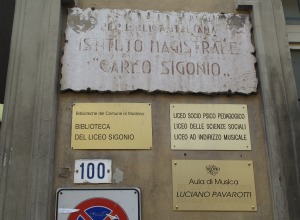 ISTITUTO MAGISTRALE
"CARLO SIGONIO"
Biblioteche del Comune di Modena
BIBLIOTECA
DEL LICEO SIGONIO
LICEO SOCIO PSICO PEDAGOGICO
LICEO DELLE SCIENZE SOCIALI
LICEO AD INDIRIZZO MUSICALE
100
Aula di Musica
LUCIANO PAVAROTTI